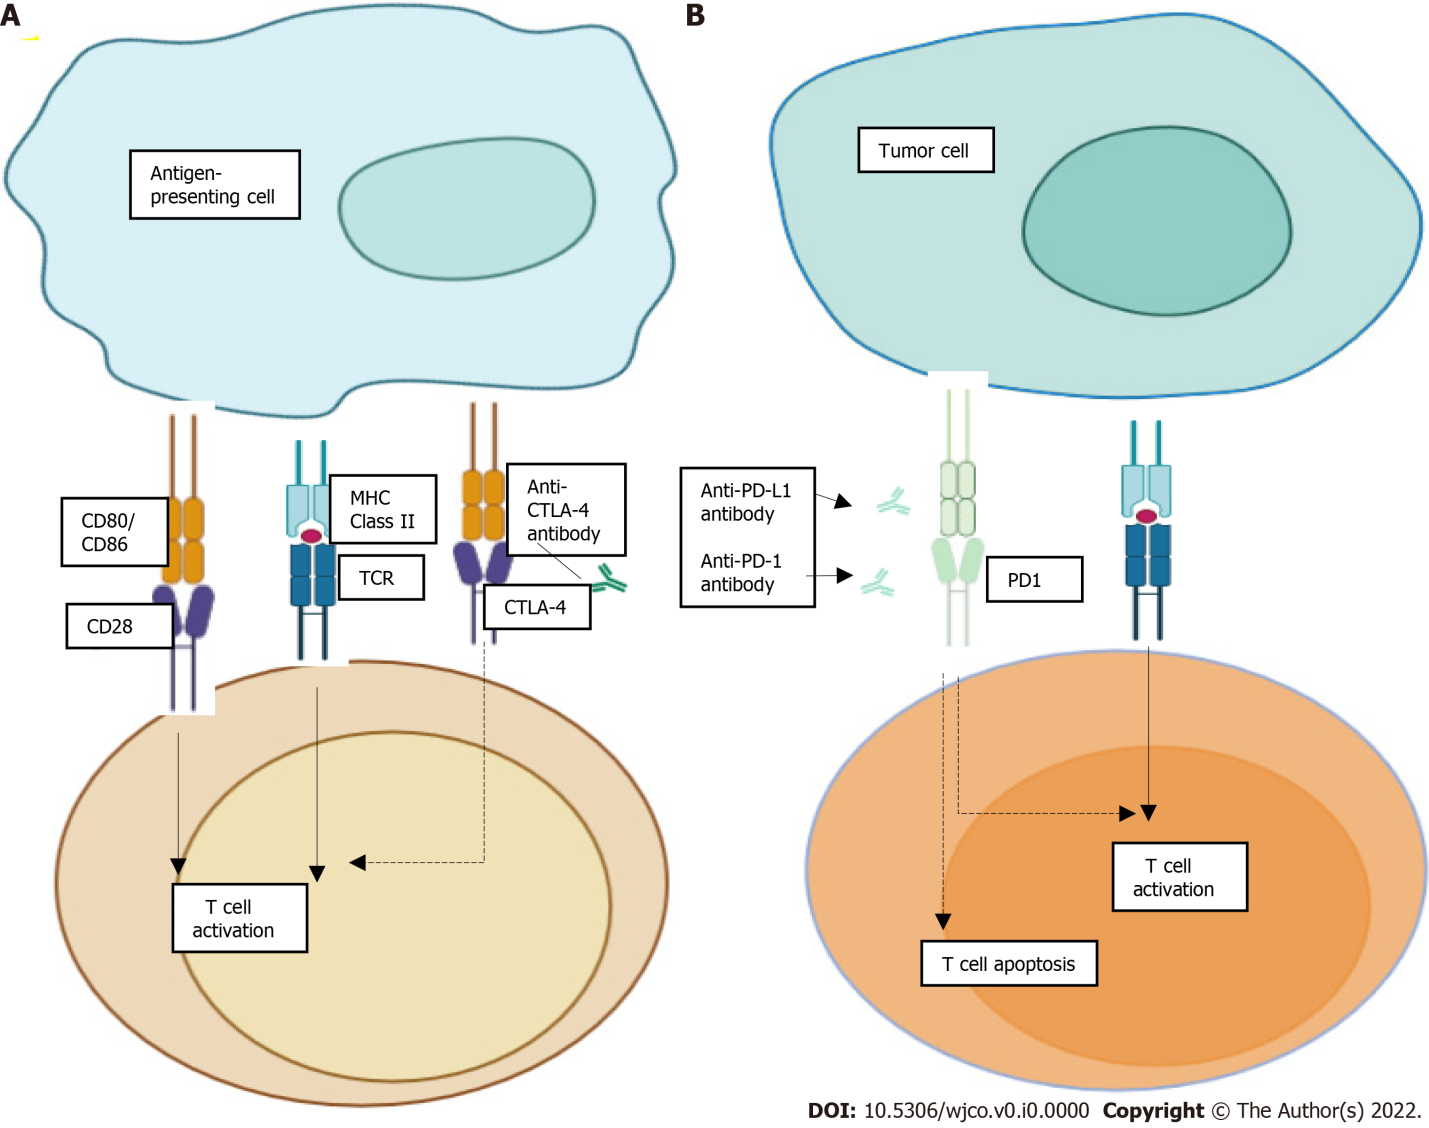 A
Antigen-
presenting cell
CD80/
CD86
CD28
MHC
Class II
TCR
Anti-
CTLA-4
antibody
CTLA-4
T cell
activation
B
Tumor cell
Anti-PD-L1
antibody
Anti-PD-1
antibody
PD1
T cell
activation
T cell apoptosis
DOI: 10.5306/wjco.v0.i0.0000 Copyright © The Author(s) 2022.